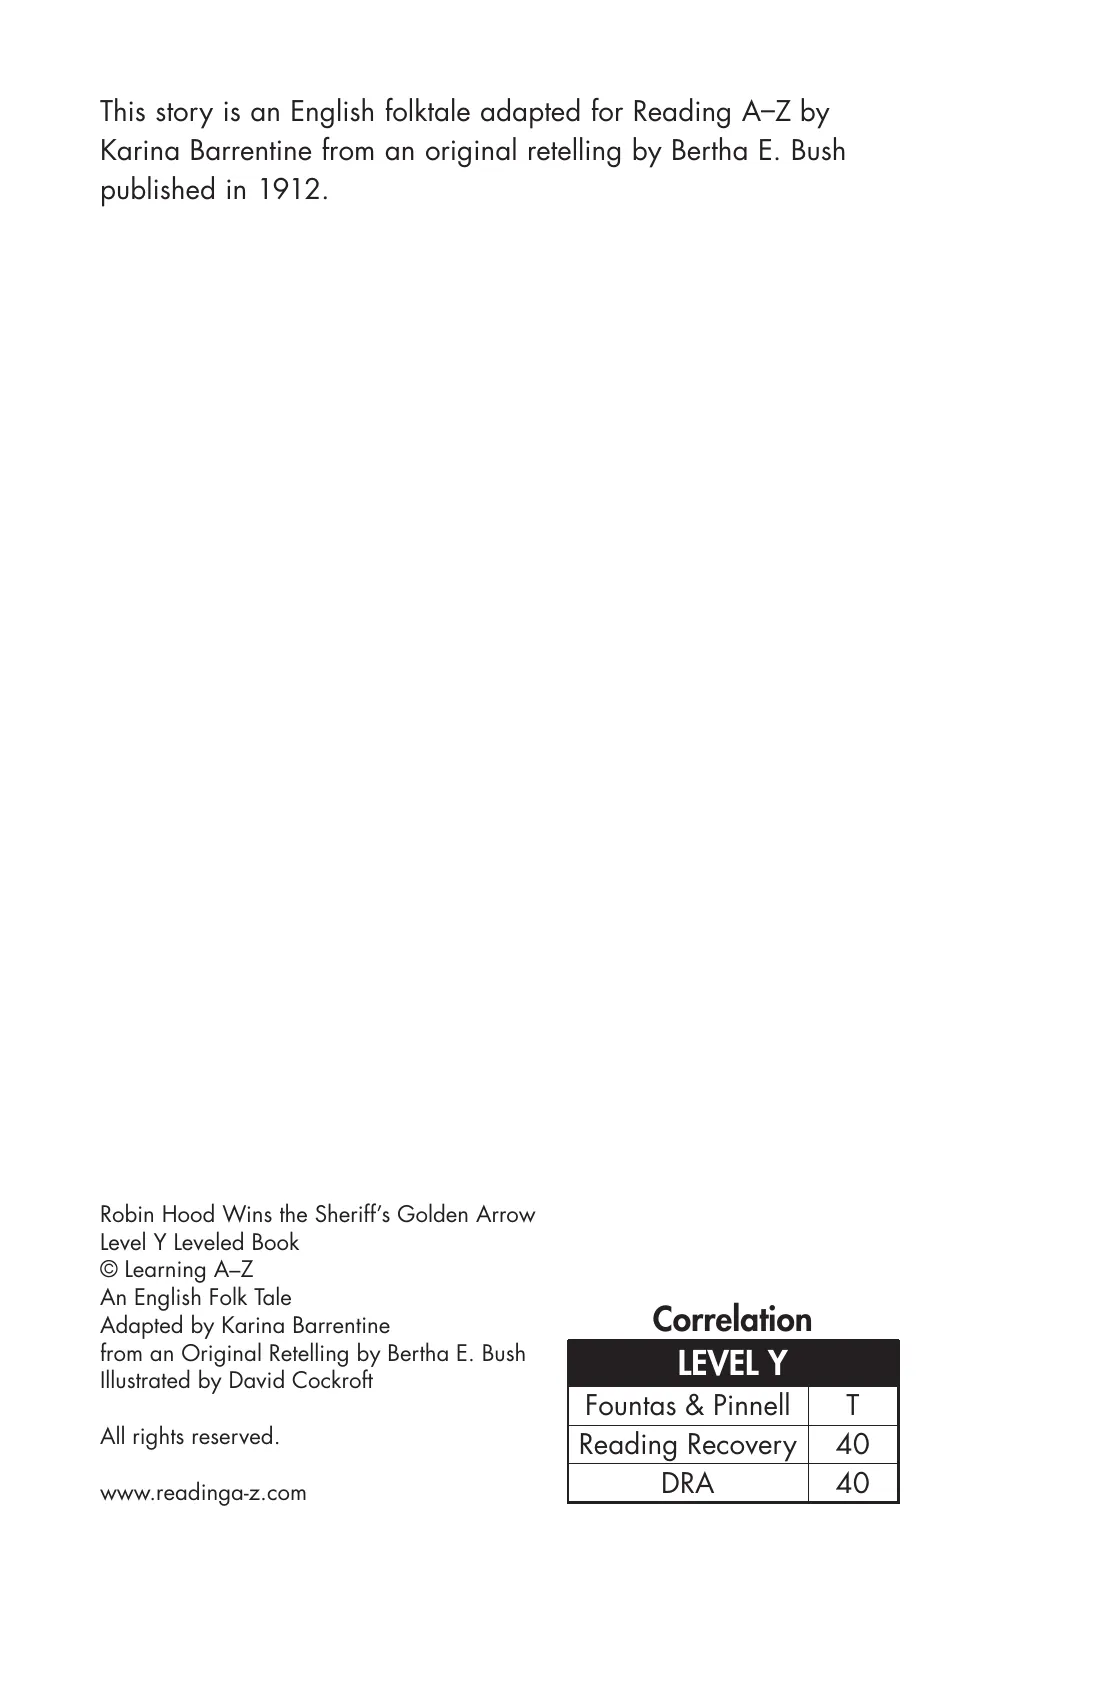 This story is an English folktale adapted for Reading A–Z by
Karina Barrentine from an original retelling by Bertha E. Bush
published in 1912.
Robin Hood Wins the Sheriff’s Golden Arrow
Level Y Leveled Book
© Learning A–Z
An English Folk Tale
Adapted by Karina Barrentine
from an Original Retelling by Bertha E. Bush
Illustrated by David Cockroft
All rights reserved.
www.readinga-z.com
Correlation
LEVEL Y
Fountas & Pinnell T
Reading Recovery 40
DRA 40